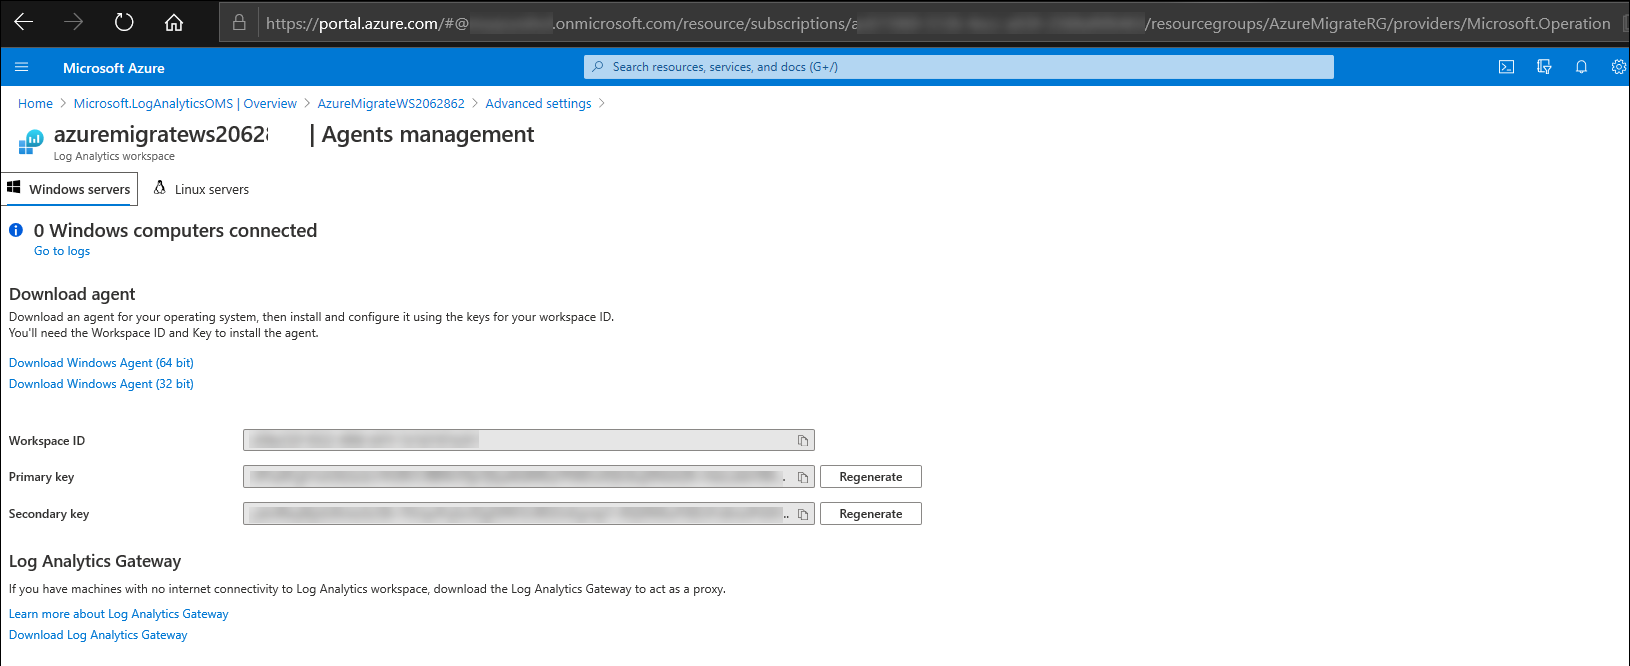 https://portal.azure.com/#@ .onmicrosoft.com/resource/subscriptions/a /resourcegroups/AzureMigrateRG/providers/Microsoft.Operation
Microsoft Azure
Search resources, services, and docs (G+/)
Home > Microsoft.LogAnalyticsOMS | Overview > AzureMigrateWS2062862 > Advanced settings >
azuremigratews2062 | Agents management
Log Analytics workspace
Windows servers
Linux servers
0 Windows computers connected
Go to logs
Download agent
Download an agent for your operating system, then install and configure it using the keys for your workspace ID.
You'll need the Workspace ID and Key to install the agent.
Download Windows Agent (64 bit)
Download Windows Agent (32 bit)
Workspace ID
Primary key
Regenerate
Secondary key
Regenerate
Log Analytics Gateway
If you have machines with no internet connectivity to Log Analytics workspace, download the Log Analytics Gateway to act as a proxy.
Learn more about Log Analytics Gateway
Download Log Analytics Gateway